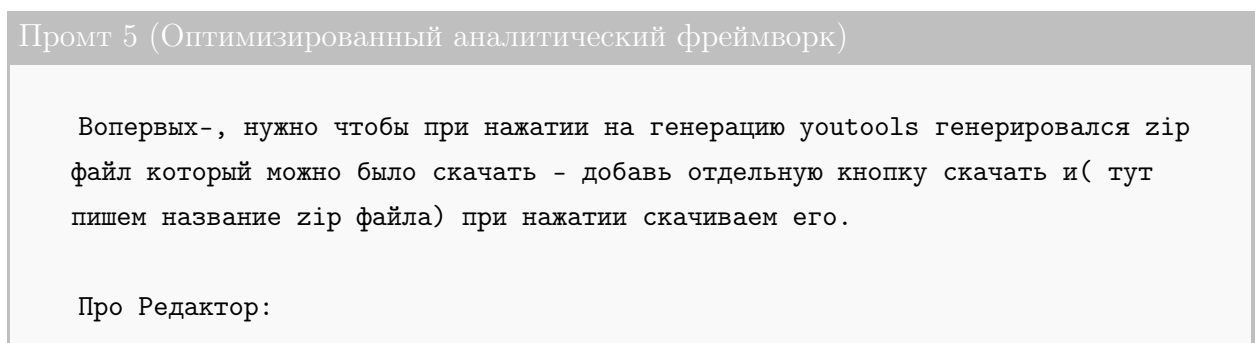 Промт 5 (Оптимизированный аналитический фреймворк)
Вопервых-, нужно чтобы при нажатии на генерацию youtools генерировался zip
файл который можно было скачать - добавь отдельную кнопку скачать и( тут
пишем название zip файла) при нажатии скачиваем его.
Про Редактор: